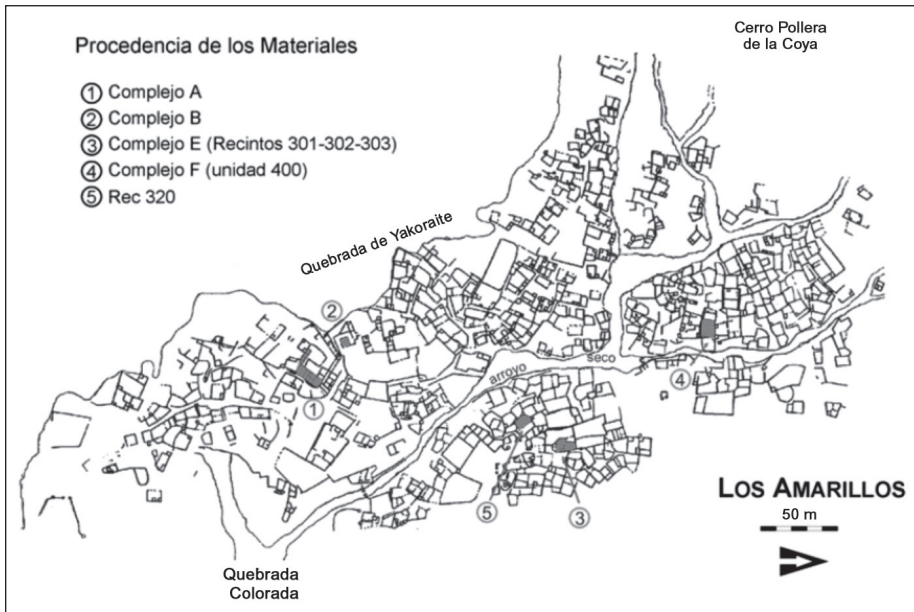 Procedencia de los Materiales
① Complejo A
② Complejo B
③ Complejo E (Recintos 301-302-303)
④ Complejo F (unidad 400)
⑤ Rec 320
Cerro Pollera
de la Coya
Quebrada de Yakoraite
②
①
arroyo seco
④
⑤
③
Quebrada
Colorada
LOS AMARILLOS
50 m